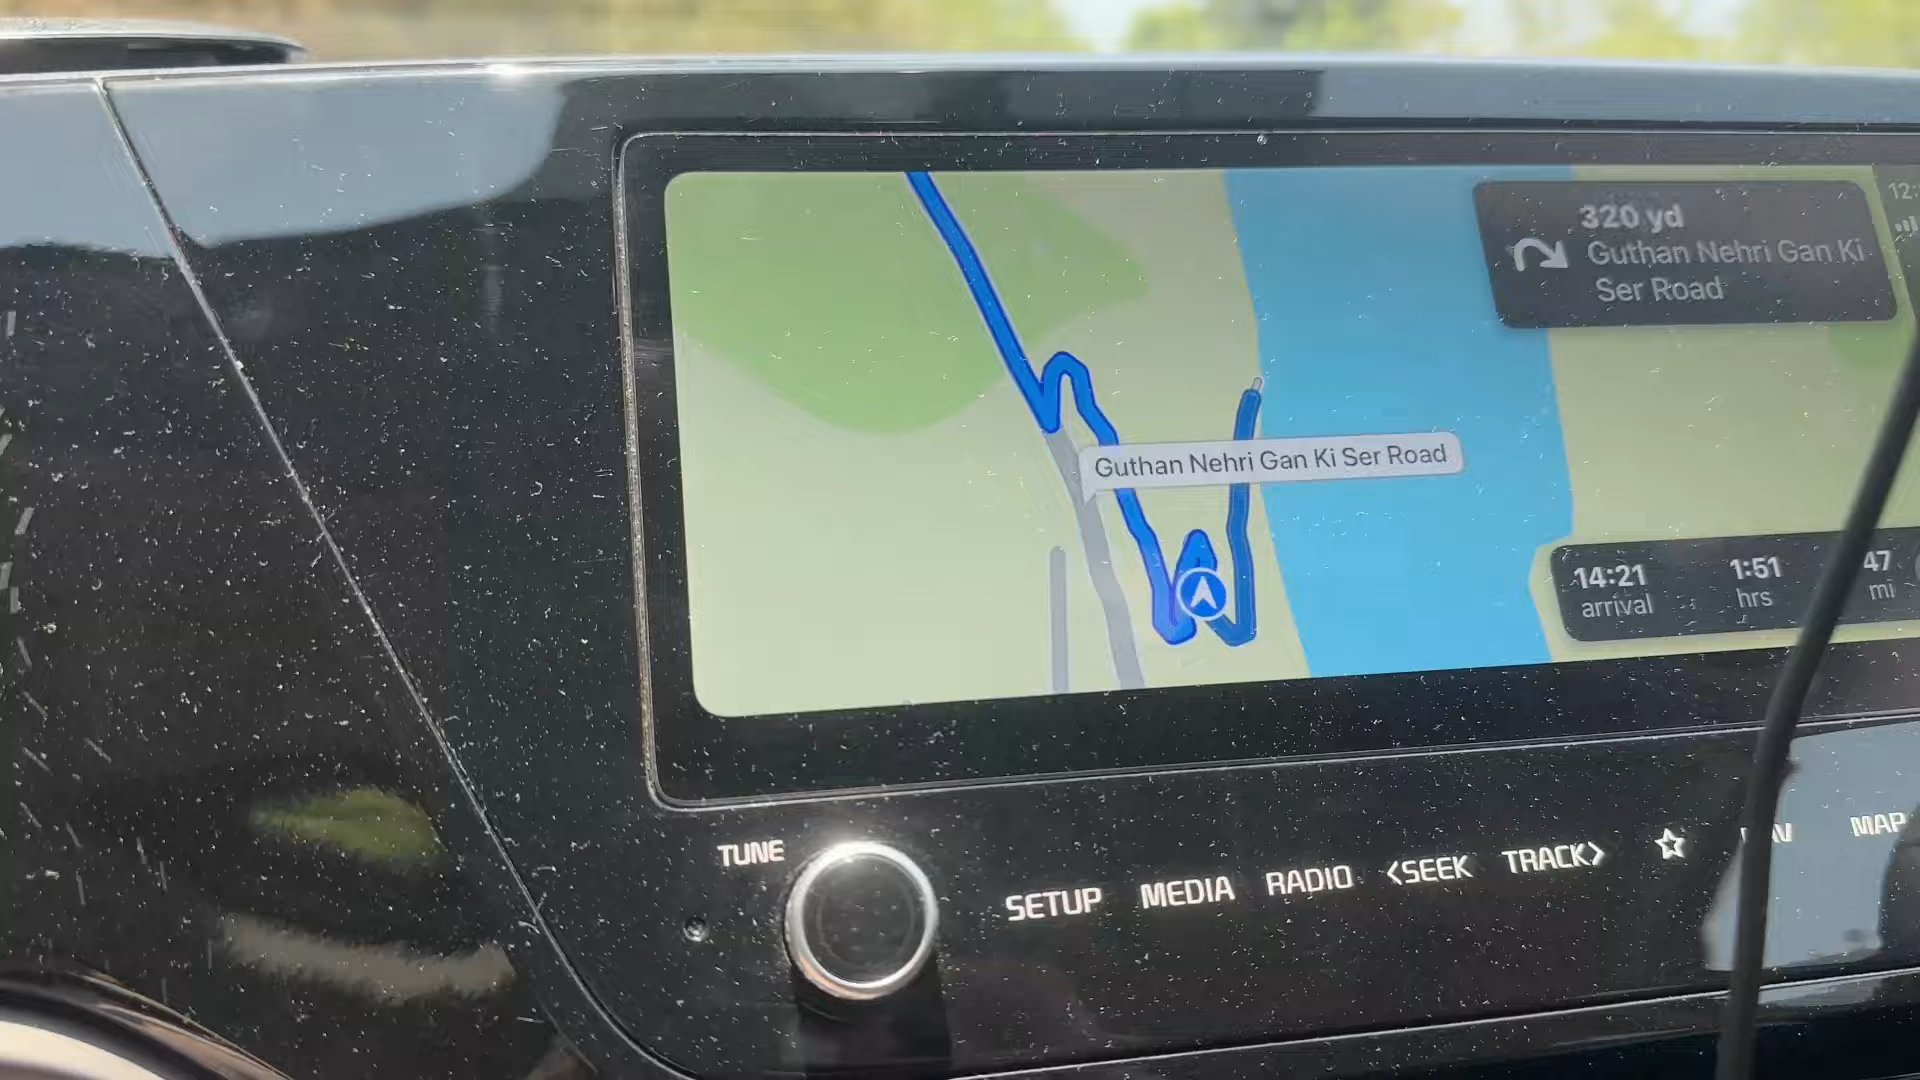 320 yd
Guthan Nehri Gan Ki
Ser Road
Guthan Nehri Gan Ki Ser Road
14:21
arrival
1:51
hrs
47
mi
TUNE
SETUP
MEDIA
RADIO
<SEEK
TRACK>
MAP